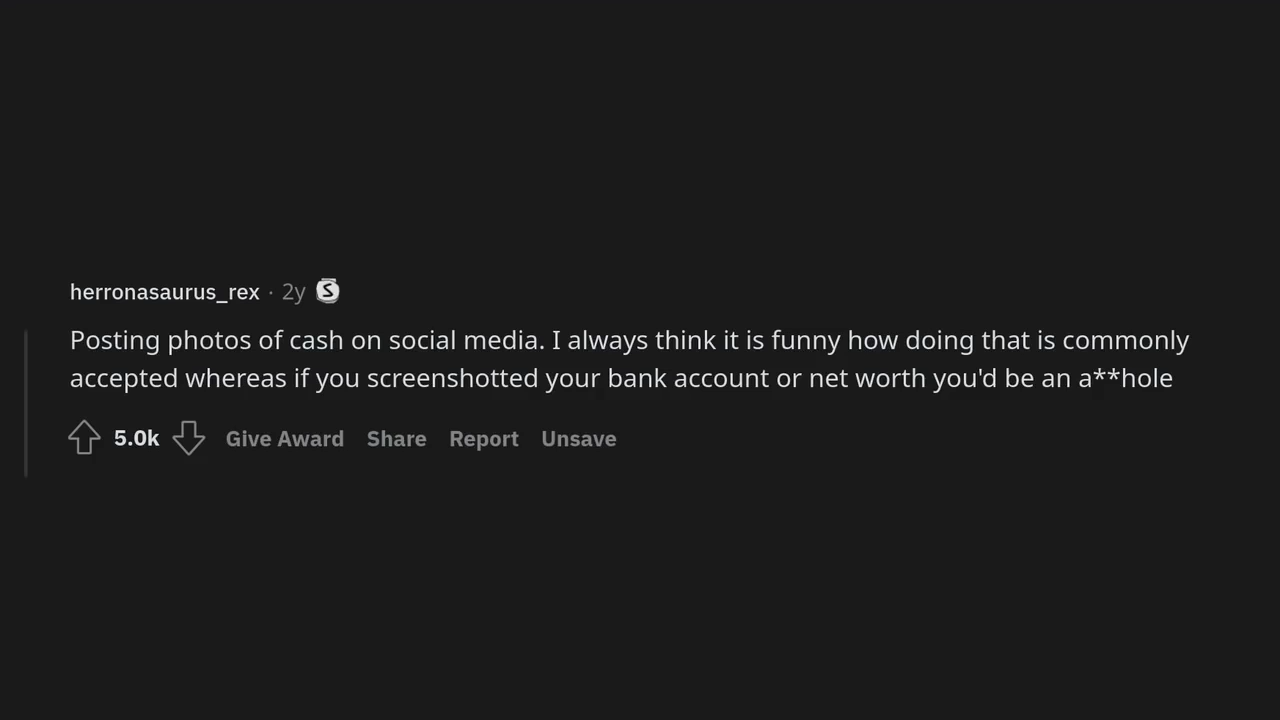 herronasaurus_rex · 2y S
Posting photos of cash on social media. I always think it is funny how doing that is commonly
accepted whereas if you screenshotted your bank account or net worth you'd be an a**hole
5.0k Give Award Share Report Unsave